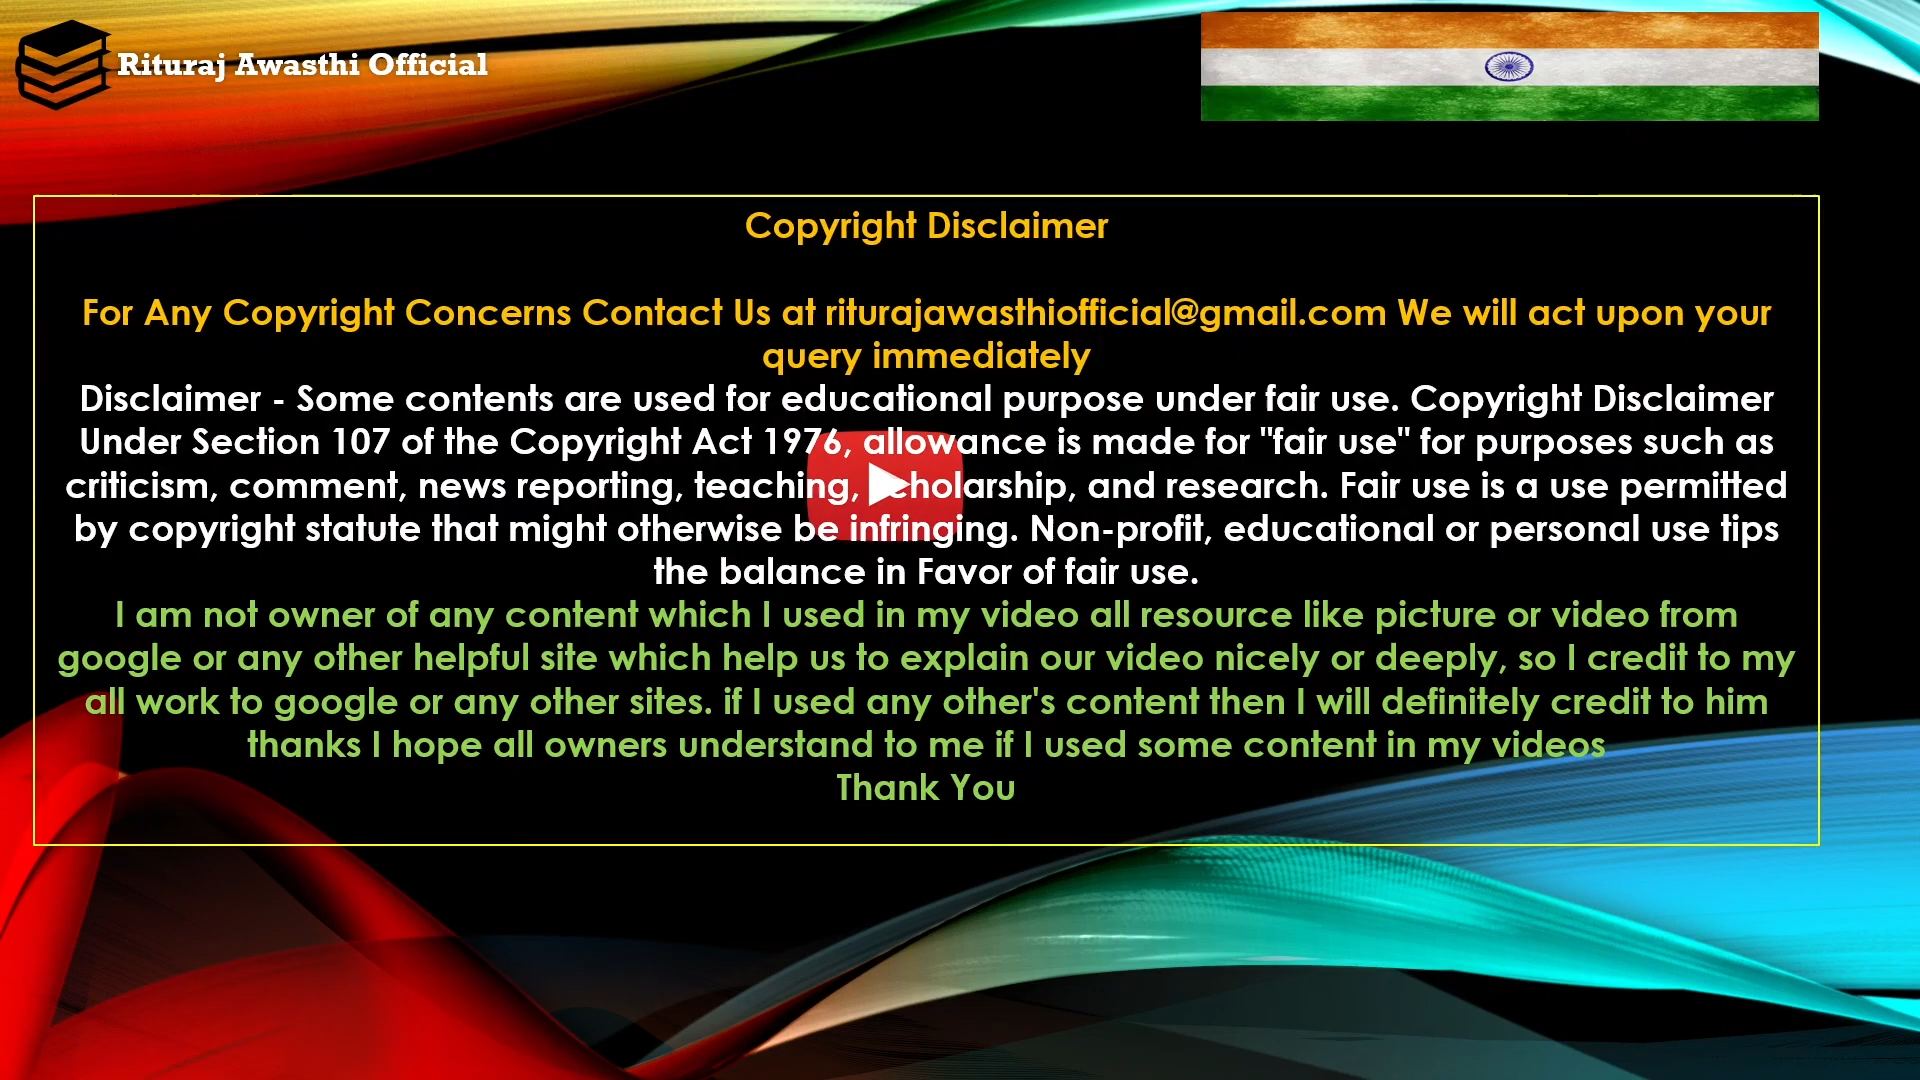 Rituraj Awasthi Official
Copyright Disclaimer
For Any Copyright Concerns Contact Us at riturajawasthiofficial@gmail.com We will act upon your
query immediately
Disclaimer - Some contents are used for educational purpose under fair use. Copyright Disclaimer
Under Section 107 of the Copyright Act 1976, allowance is made for "fair use" for purposes such as
criticism, comment, news reporting, teaching, scholarship, and research. Fair use is a use permitted
by copyright statute that might otherwise be infringing. Non-profit, educational or personal use tips
the balance in Favor of fair use.
I am not owner of any content which I used in my video all resource like picture or video from
google or any other helpful site which help us to explain our video nicely or deeply, so I credit to my
all work to google or any other sites. if I used any other's content then I will definitely credit to him
thanks I hope all owners understand to me if I used some content in my videos
Thank You